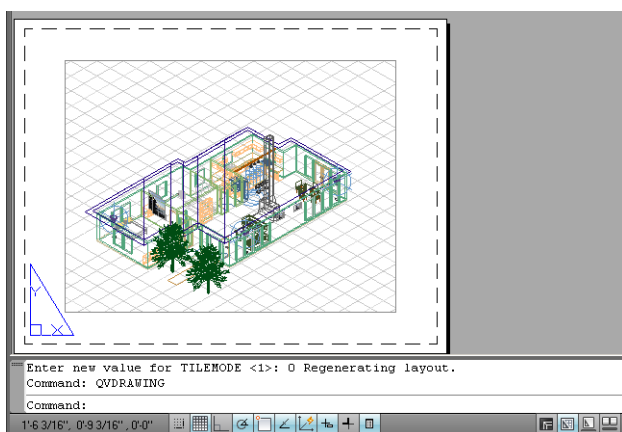 Y
X
Enter new value for TILEMODE <1>: 0 Regenerating layout.
Command: QVDRAWING
Command:
1'-6 3/16", 0'-9 3/16" , 0'-0"